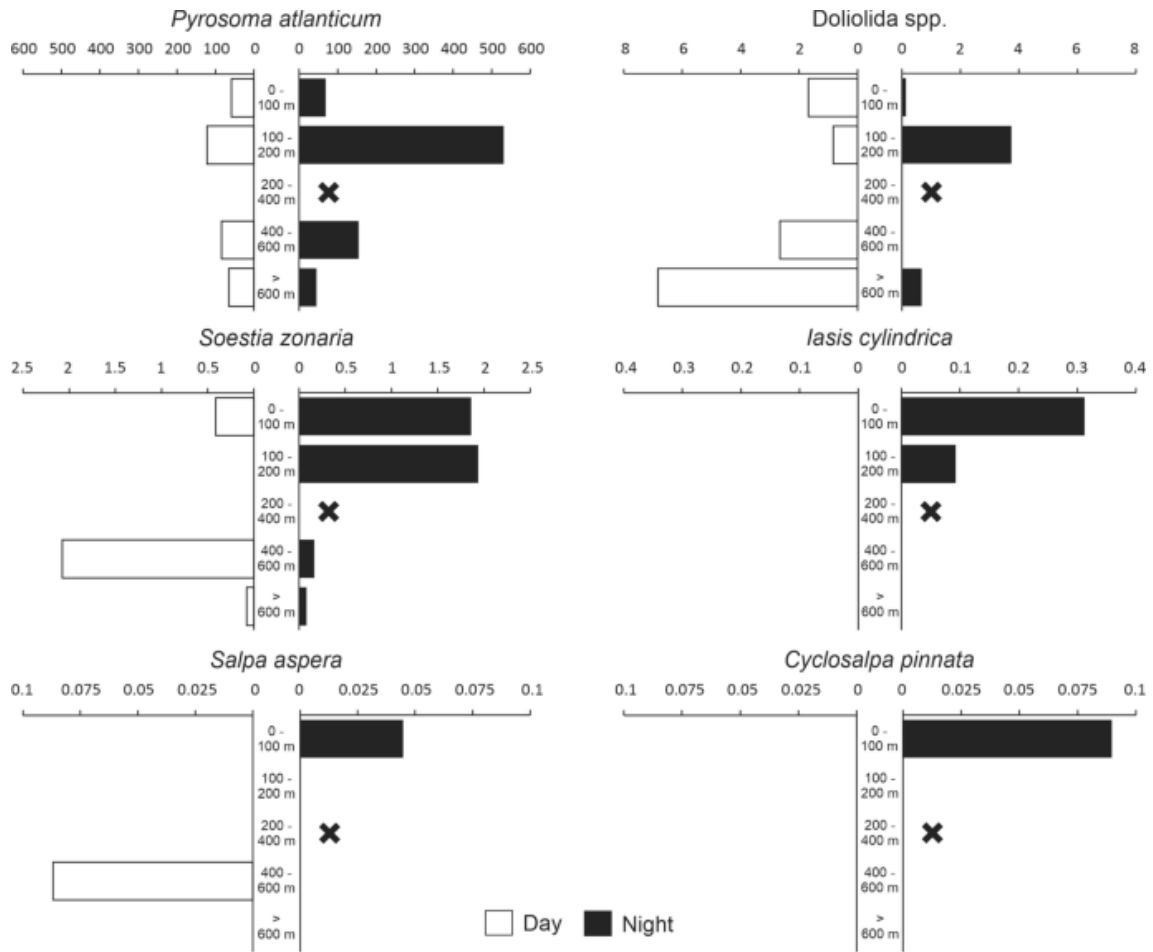 Pyrosoma atlanticum
600 500 400 300 200 100 0 0 100 200 300 400 500 600
0 -
100 m
100 -
200 m
200 -
400 m
400 -
600 m
>
600 m
Doliolida spp.
8 6 4 2 0 0 2 4 6 8
0 -
100 m
100 -
200 m
200 -
400 m
400 -
600 m
>
600 m
Soestia zonaria
2.5 2 1.5 1 0.5 0 0 0.5 1 1.5 2 2.5
0 -
100 m
100 -
200 m
200 -
400 m
400 -
600 m
>
600 m
Iasis cylindrica
0.4 0.3 0.2 0.1 0 0 0.1 0.2 0.3 0.4
0 -
100 m
100 -
200 m
200 -
400 m
400 -
600 m
>
600 m
Salpa aspera
0.1 0.075 0.05 0.025 0 0 0.025 0.05 0.075 0.1
0 -
100 m
100 -
200 m
200 -
400 m
400 -
600 m
>
600 m
Cyclosalpa pinnata
0.1 0.075 0.05 0.025 0 0 0.025 0.05 0.075 0.1
0 -
100 m
100 -
200 m
200 -
400 m
400 -
600 m
>
600 m
Day Night